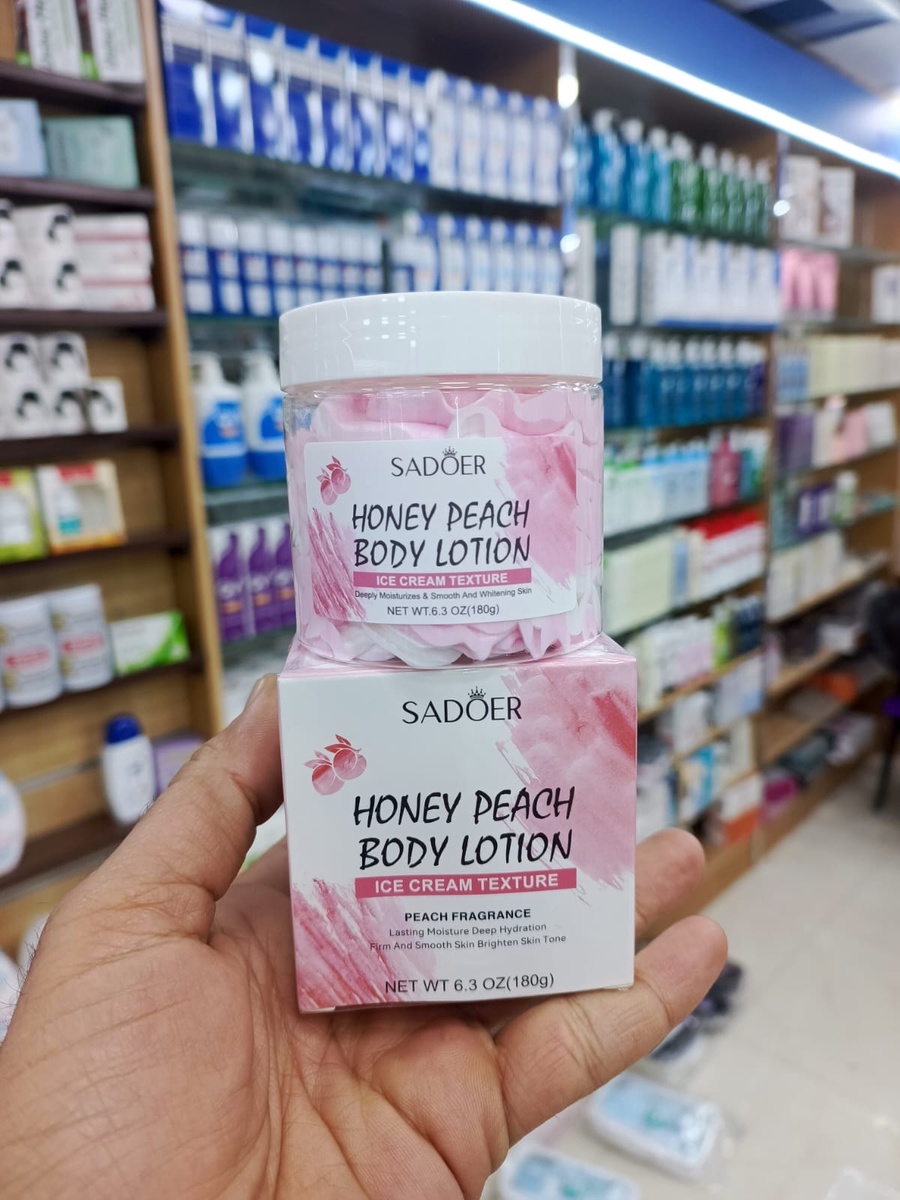 SADOER
HONEY PEACH
BODY LOTION
ICE CREAM TEXTURE
Deeply Moisturizes & Smooth And Whitening Skin
NET WT.6.3 OZ(180g)
SADOER
HONEY PEACH
BODY LOTION
ICE CREAM TEXTURE
PEACH FRAGRANCE
Lasting Moisture Deep Hydration
Firm And Smooth Skin Brighten Skin Tone
NET WT 6.3 OZ(180g)